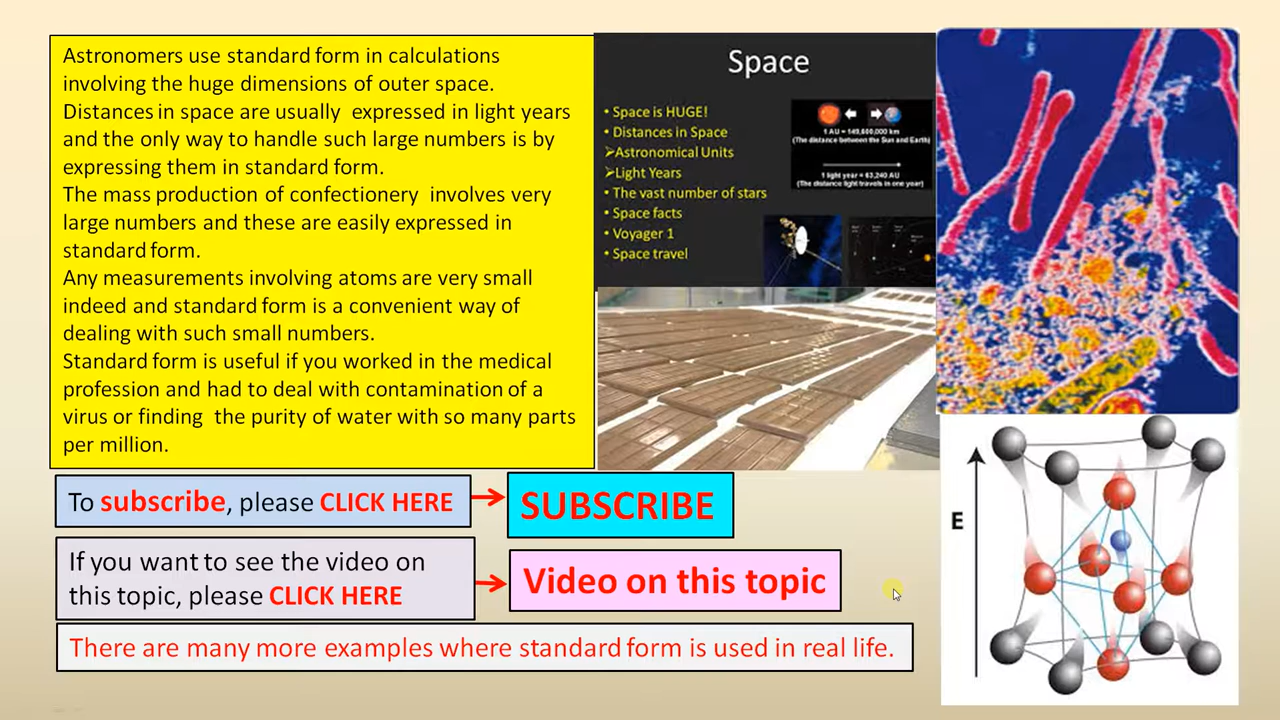 Astronomers use standard form in calculations
involving the huge dimensions of outer space.
Distances in space are usually expressed in light years
and the only way to handle such large numbers is by
expressing them in standard form.
The mass production of confectionery involves very
large numbers and these are easily expressed in
standard form.
Any measurements involving atoms are very small
indeed and standard form is a convenient way of
dealing with such small numbers.
Standard form is useful if you worked in the medical
profession and had to deal with contamination of a
virus or finding the purity of water with so many parts
per million.
Space
• Space is HUGE!
• Distances in Space
➢Astronomical Units
➢Light Years
• The vast number of stars
• Space facts
• Voyager 1
• Space travel
1 AU = 149,600,000 km
(The distance between the Sun and Earth)
1 light year = 63,240 AU
(The distance light travels in one year)
E
To subscribe, please CLICK HERE
SUBSCRIBE
If you want to see the video on
this topic, please CLICK HERE
Video on this topic
There are many more examples where standard form is used in real life.